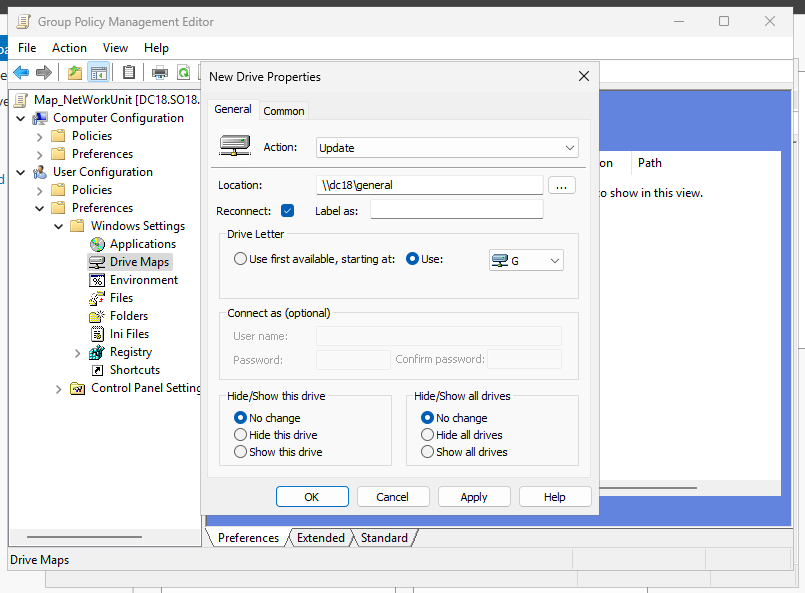 Group Policy Management Editor
File Action View Help
New Drive Properties
General Common
Action: Update
Location: \\dc18\general ...
Reconnect: Label as:
Drive Letter
Use first available, starting at: Use: G
Connect as (optional)
User name:
Password: Confirm password:
Hide/Show this drive
No change
Hide this drive
Show this drive
Hide/Show all drives
No change
Hide all drives
Show all drives
OK Cancel Apply Help
Map_NetWorkUnit [DC18.SO18.
Computer Configuration
Policies
Preferences
User Configuration
Policies
Preferences
Windows Settings
Applications
Drive Maps
Environment
Files
Folders
Ini Files
Registry
Shortcuts
Control Panel Setting
on Path
to show in this view.
Preferences Extended Standard
Drive Maps